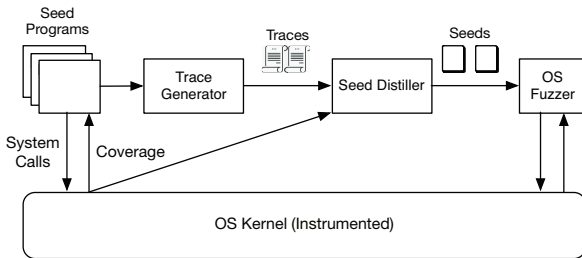 Seed
Programs
Traces
Seeds
Trace
Generator
Seed Distiller
OS
Fuzzer
System
Calls
Coverage
OS Kernel (Instrumented)